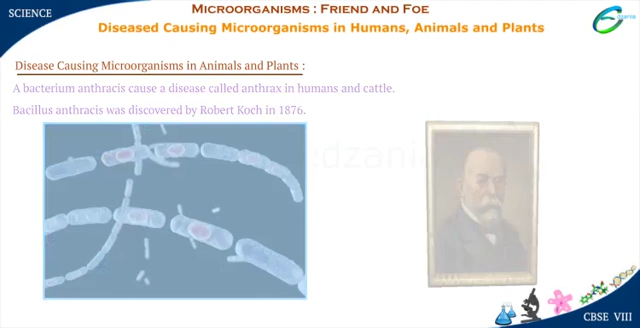 SCIENCE
Microorganisms : Friend and Foe
Diseased Causing Microorganisms in Humans, Animals and Plants
Edzania
Disease Causing Microorganisms in Animals and Plants :
A bacterium anthracis cause a disease called anthrax in humans and cattle.
Bacillus anthracis was discovered by Robert Koch in 1876.
edzania
CBSE VIII